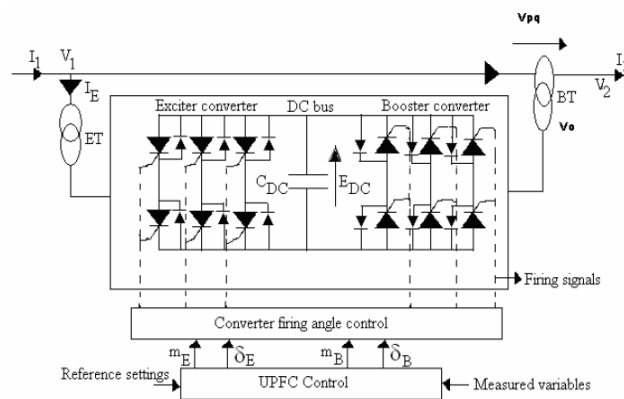 Vpq
I1
V1
IE
V2
BT
Vo
ET
Exciter converter
DC bus
Booster converter
CDC
EDC
Firing signals
Converter firing angle control
mE
δE
mB
δB
Reference settings
UPFC Control
Measured variables